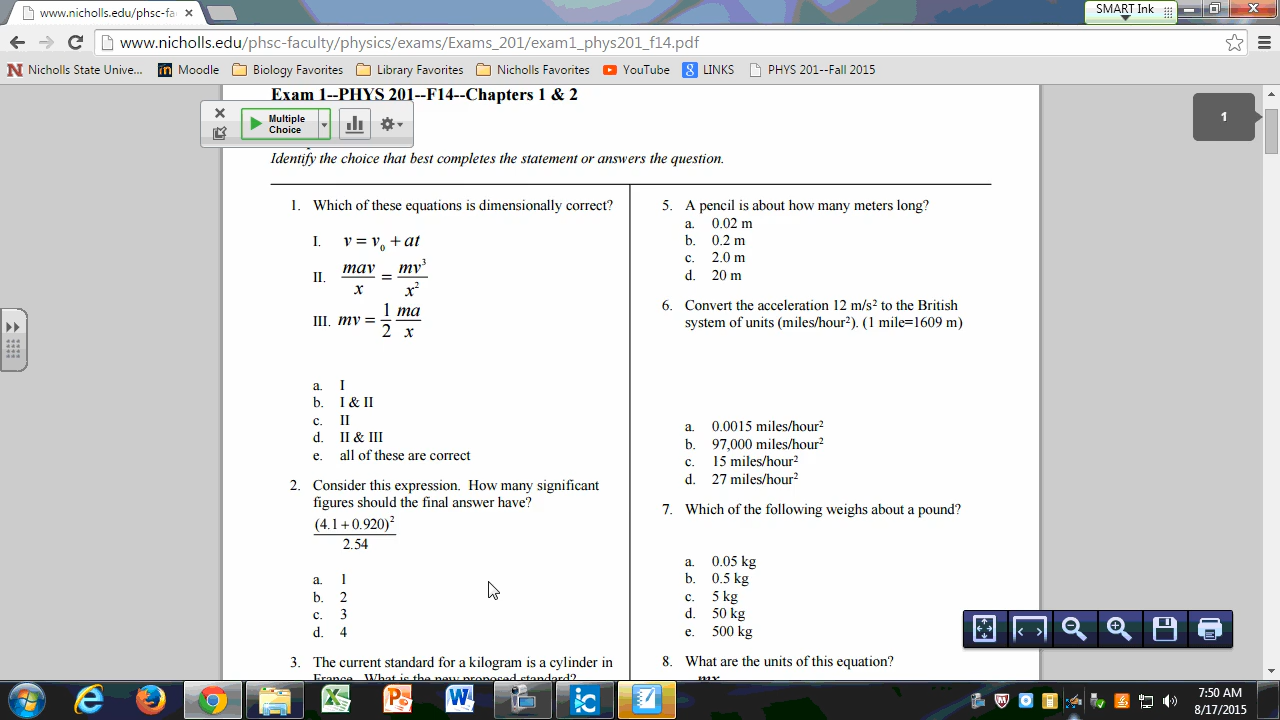 www.nicholls.edu/phsc-fa
SMART Ink
www.nicholls.edu/phsc-faculty/physics/exams/Exams_201/exam1_phys201_f14.pdf
Nicholls State Unive... Moodle Biology Favorites Library Favorites Nicholls Favorites YouTube LINKS PHYS 201--Fall 2015
Exam 1--PHYS 201--F14--Chapters 1 & 2
Multiple
Choice
1
Identify the choice that best completes the statement or answers the question.
1. Which of these equations is dimensionally correct?
I. v = v₀ + at
II. mav/x = mv³/x²
III. mv = 1/2 ma/x
a. I
b. I & II
c. II
d. II & III
e. all of these are correct
2. Consider this expression. How many significant
figures should the final answer have?
(4.1+0.920)²
2.54
a. 1
b. 2
c. 3
d. 4
3. The current standard for a kilogram is a cylinder in
France. What is the new proposed standard?
5. A pencil is about how many meters long?
a. 0.02 m
b. 0.2 m
c. 2.0 m
d. 20 m
6. Convert the acceleration 12 m/s² to the British
system of units (miles/hour²). (1 mile=1609 m)
a. 0.0015 miles/hour²
b. 97,000 miles/hour²
c. 15 miles/hour²
d. 27 miles/hour²
7. Which of the following weighs about a pound?
a. 0.05 kg
b. 0.5 kg
c. 5 kg
d. 50 kg
e. 500 kg
8. What are the units of this equation?
mx
7:50 AM
8/17/2015